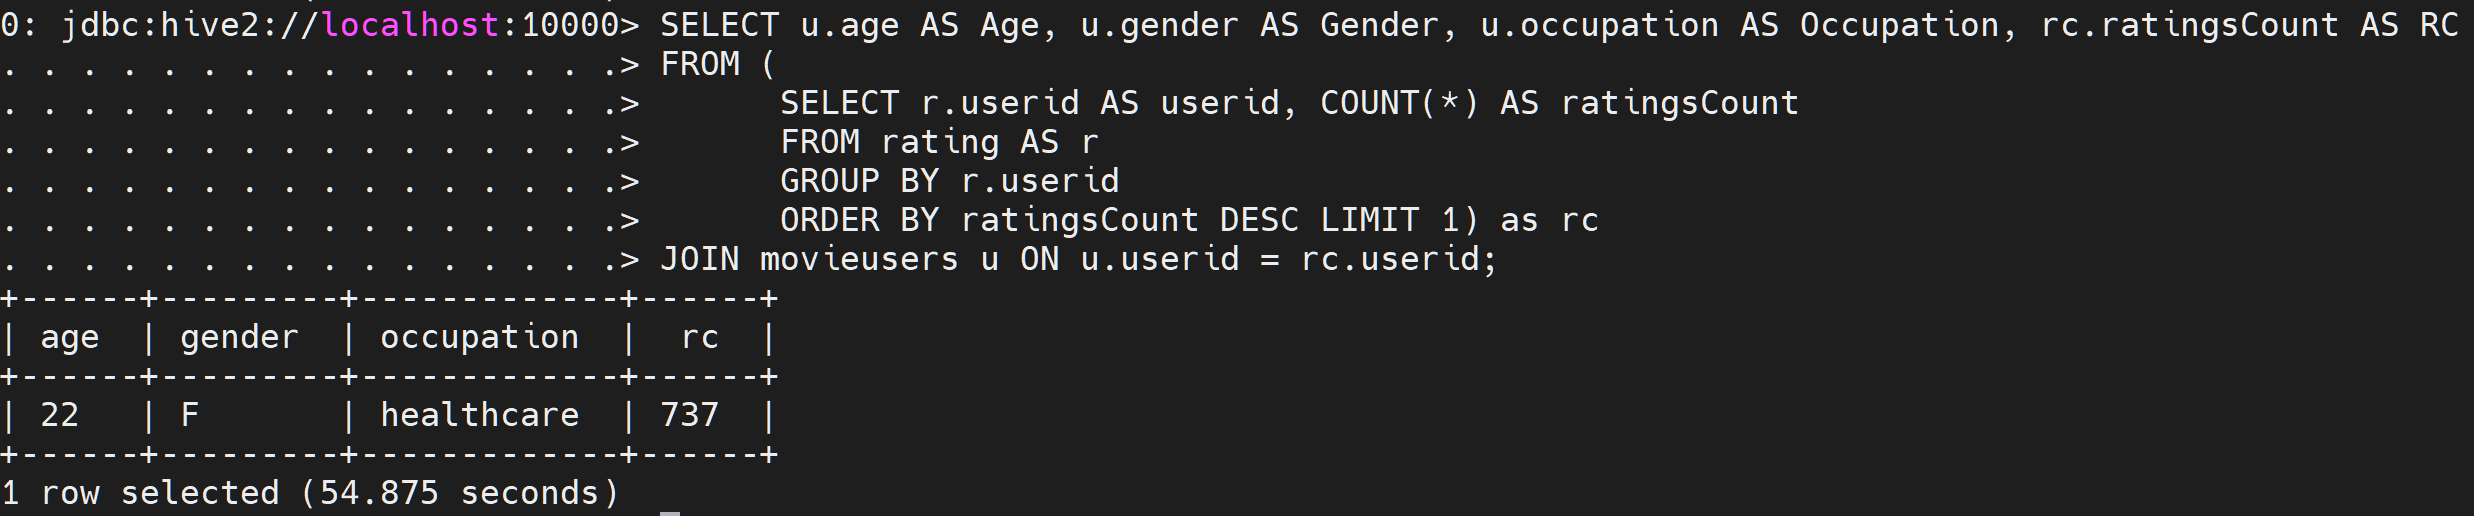 0: jdbc:hive2://localhost:10000> SELECT u.age AS Age, u.gender AS Gender, u.occupation AS Occupation, rc.ratingsCount AS RC
. . . . . . . . . . . . . . . .> FROM (
. . . . . . . . . . . . . . . .>       SELECT r.userid AS userid, COUNT(*) AS ratingsCount
. . . . . . . . . . . . . . . .>       FROM rating AS r
. . . . . . . . . . . . . . . .>       GROUP BY r.userid
. . . . . . . . . . . . . . . .>       ORDER BY ratingsCount DESC LIMIT 1) as rc
. . . . . . . . . . . . . . . .> JOIN movieusers u ON u.userid = rc.userid;
+------+---------+-------------+------+
| age  | gender  | occupation  |  rc  |
+------+---------+-------------+------+
| 22   | F       | healthcare  | 737  |
+------+---------+-------------+------+
1 row selected (54.875 seconds)